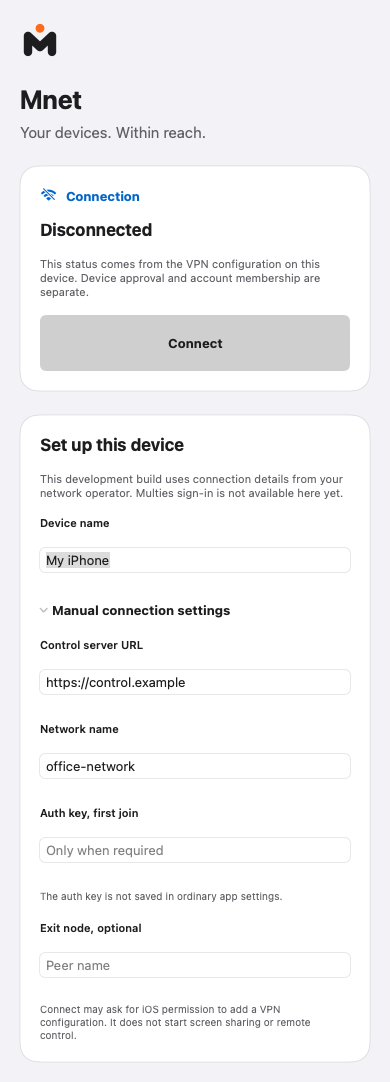 Mnet
Your devices. Within reach.
Connection
Disconnected
This status comes from the VPN configuration on this
device. Device approval and account membership are
separate.
Connect
Set up this device
This development build uses connection details from your
network operator. Multies sign-in is not available here yet.
Device name
My iPhone
Manual connection settings
Control server URL
https://control.example
Network name
office-network
Auth key, first join
Only when required
The auth key is not saved in ordinary app settings.
Exit node, optional
Peer name
Connect may ask for iOS permission to add a VPN
configuration. It does not start screen sharing or remote
control.